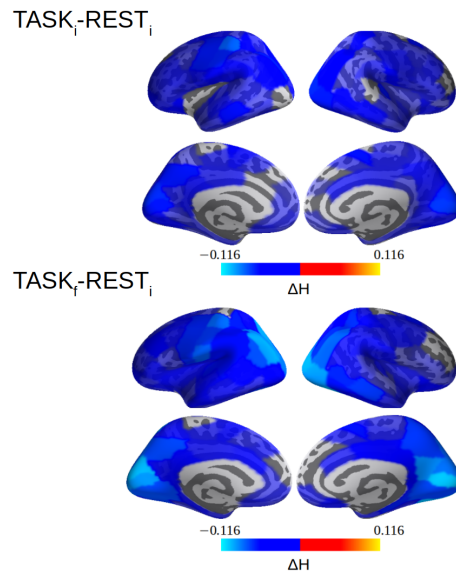 TASKi-RESTi
−0.116 0.116
ΔH
TASKf-RESTi
-0.116 0.116
ΔH